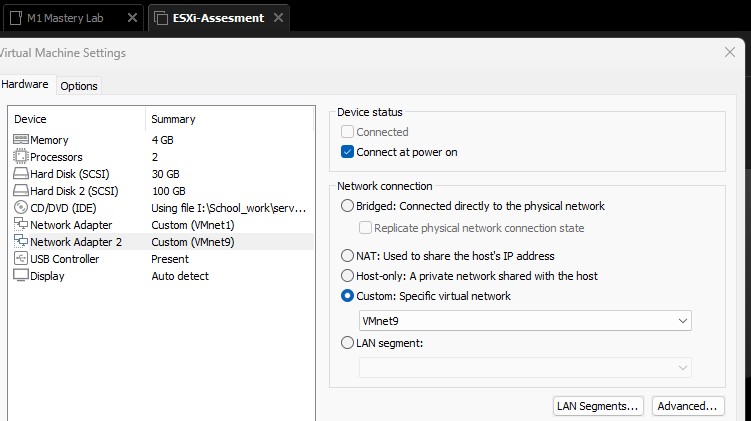 M1 Mastery Lab
ESXi-Assesment
Virtual Machine Settings
Hardware
Options
Device Summary
Memory 4 GB
Processors 2
Hard Disk (SCSI) 30 GB
Hard Disk 2 (SCSI) 100 GB
CD/DVD (IDE) Using file I:\School_work\serv...
Network Adapter Custom (VMnet1)
Network Adapter 2 Custom (VMnet9)
USB Controller Present
Display Auto detect
Device status
Connected
Connect at power on
Network connection
Bridged: Connected directly to the physical network
Replicate physical network connection state
NAT: Used to share the host's IP address
Host-only: A private network shared with the host
Custom: Specific virtual network
VMnet9
LAN segment:
LAN Segments... Advanced...